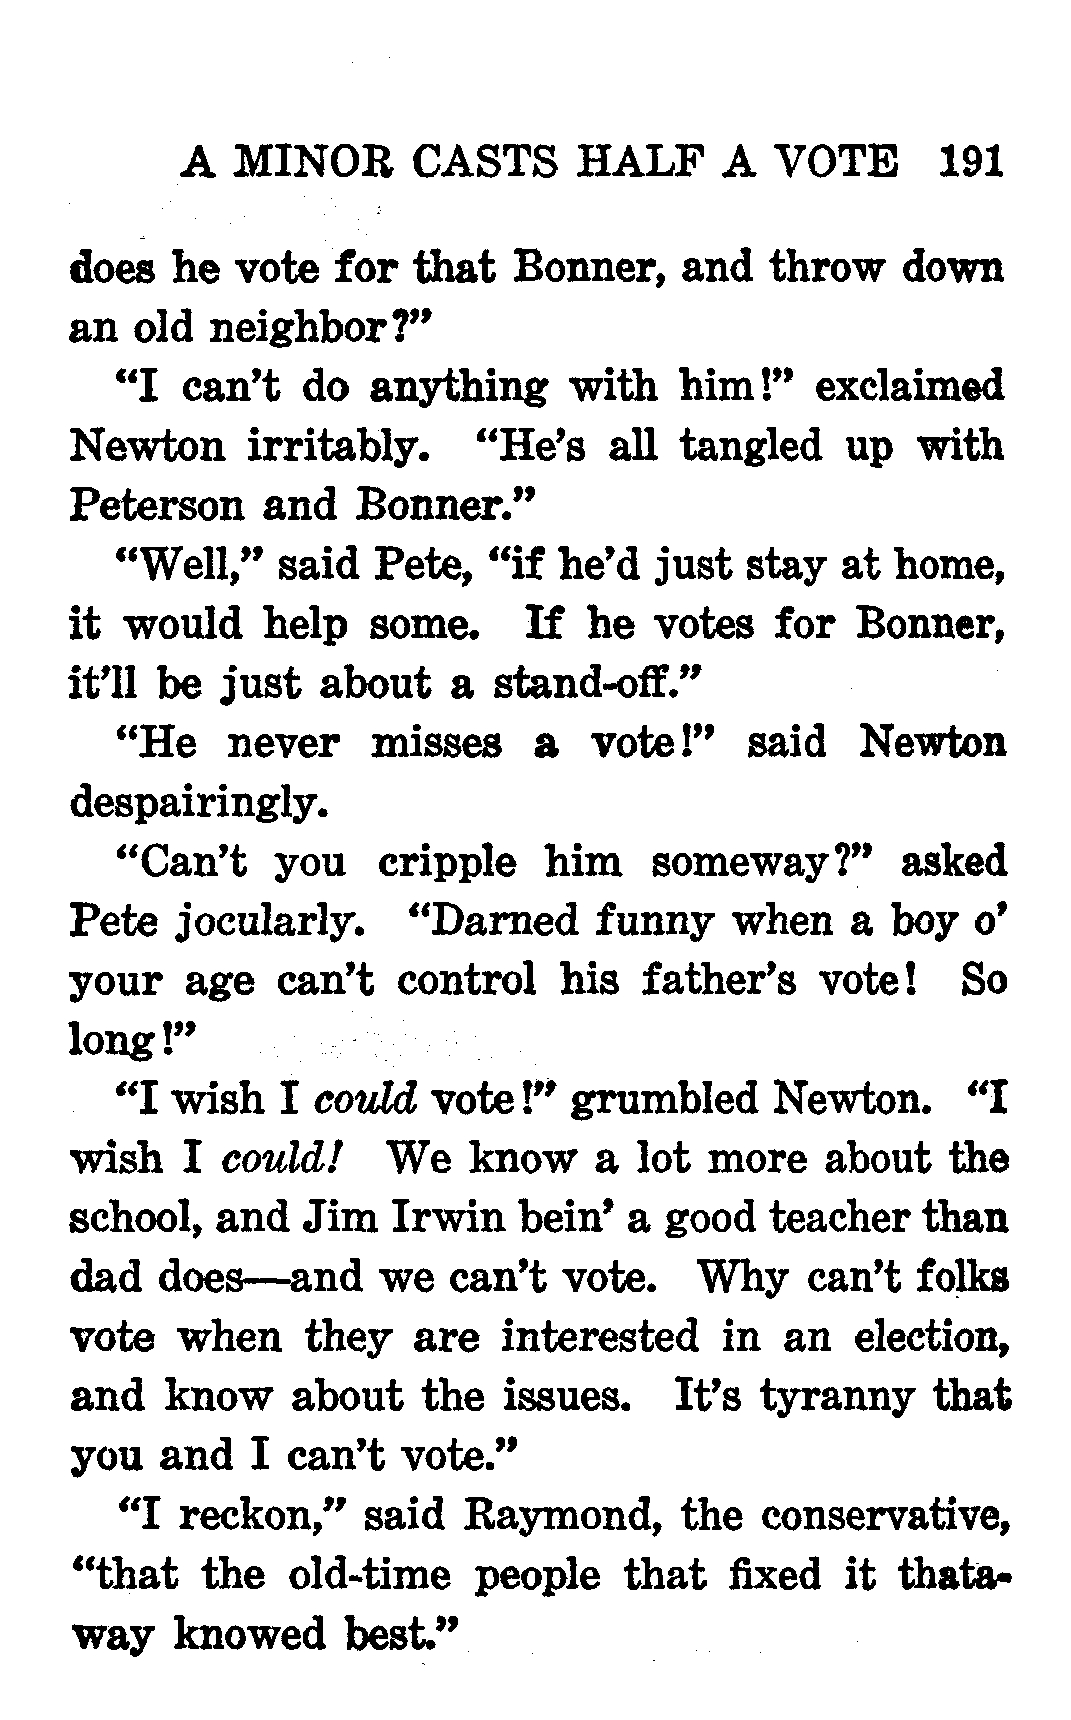 A MINOR CASTS HALF A VOTE 191
does he vote for that Bonner, and throw down
an old neighbor?”
“I can’t do anything with him!” exclaimed
Newton irritably. “He’s all tangled up with
Peterson and Bonner.”
“Well,” said Pete, “if he’d just stay at home,
it would help some. If he votes for Bonner,
it’ll be just about a stand-off.”
“He never misses a vote!” said Newton
despairingly.
“Can’t you cripple him someway?” asked
Pete jocularly. “Darned funny when a boy o’
your age can’t control his father’s vote! So
long!”
“I wish I could vote!” grumbled Newton. “I
wish I could! We know a lot more about the
school, and Jim Irwin bein’ a good teacher than
dad does—and we can’t vote. Why can’t folks
vote when they are interested in an election,
and know about the issues. It’s tyranny that
you and I can’t vote.”
“I reckon,” said Raymond, the conservative,
“that the old-time people that fixed it thata-
way knowed best.”